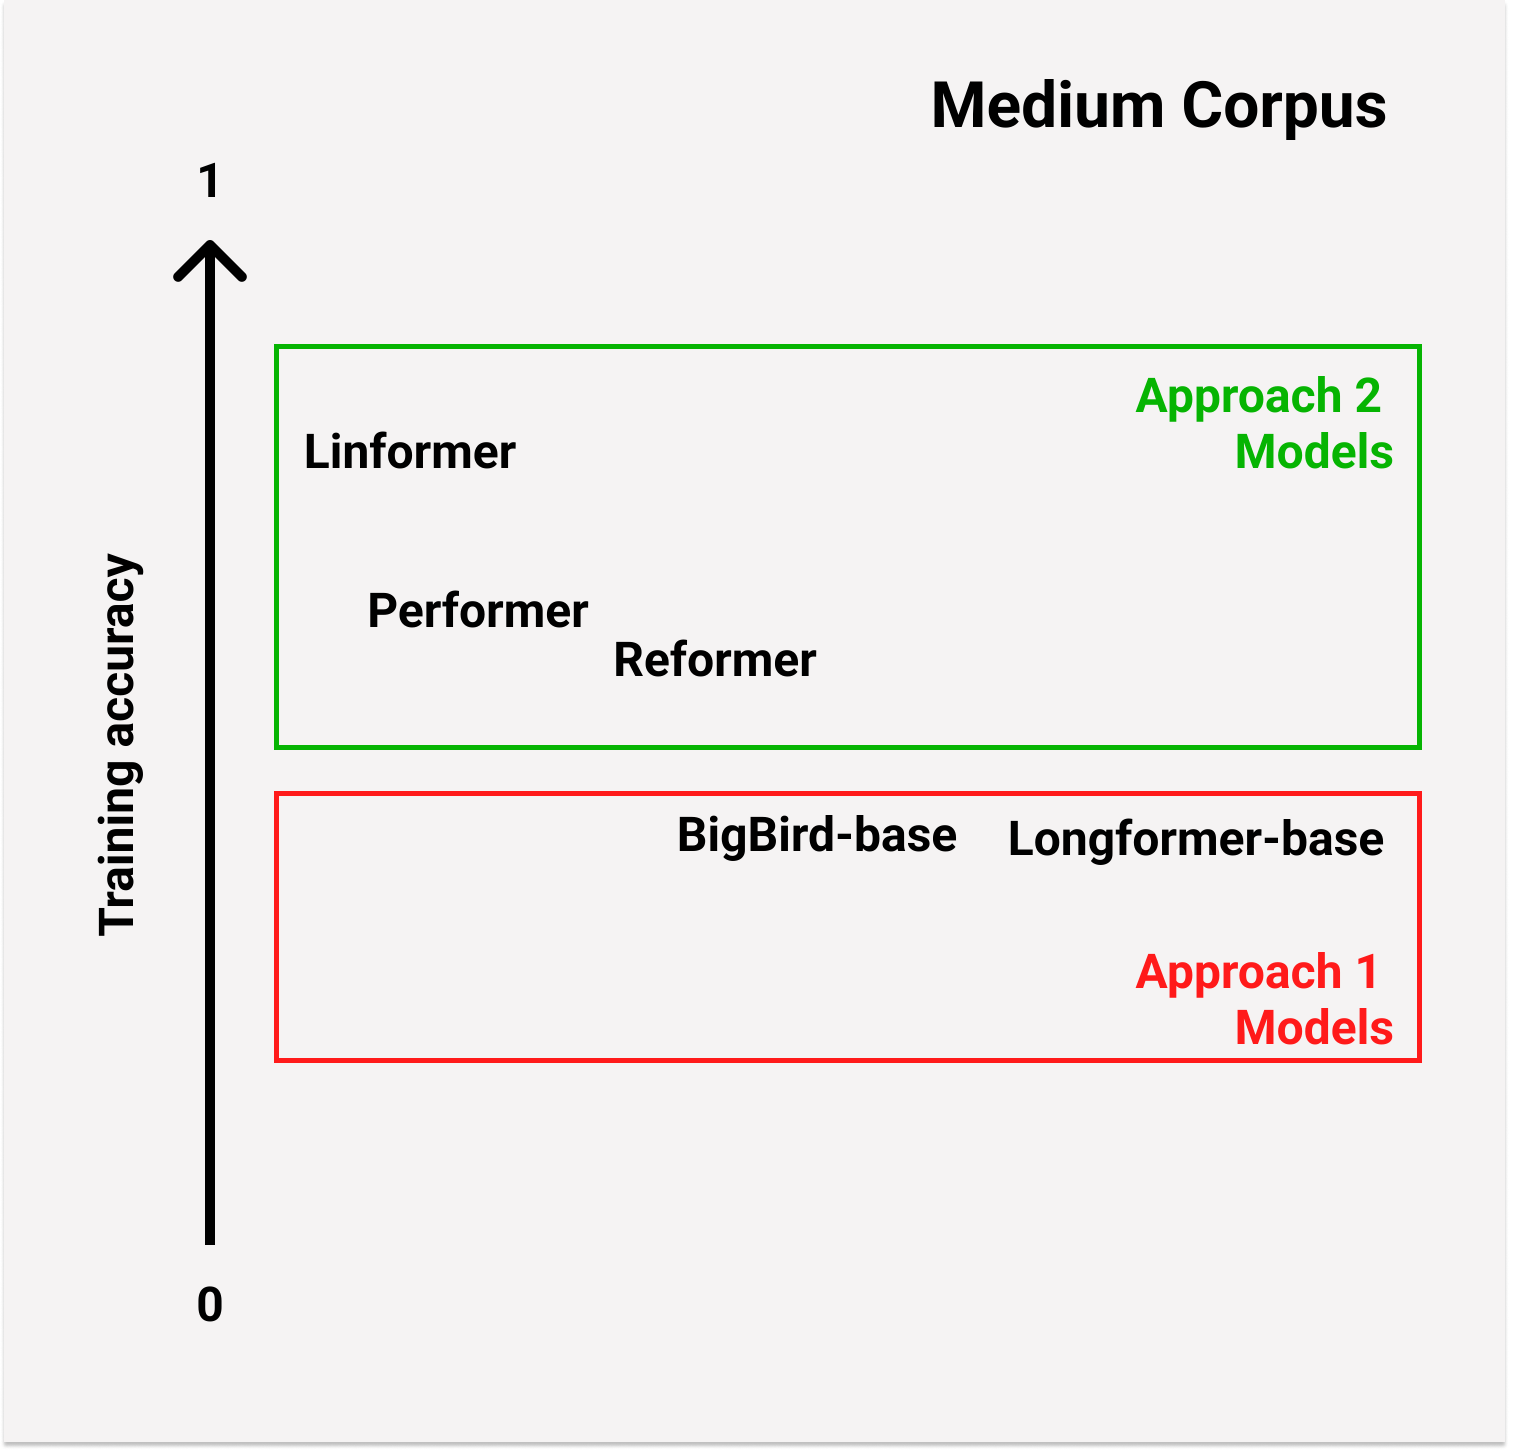 Medium Corpus
1
Training accuracy
Approach 2
Models
Linformer
Performer
Reformer
BigBird-base
Longformer-base
Approach 1
Models
0